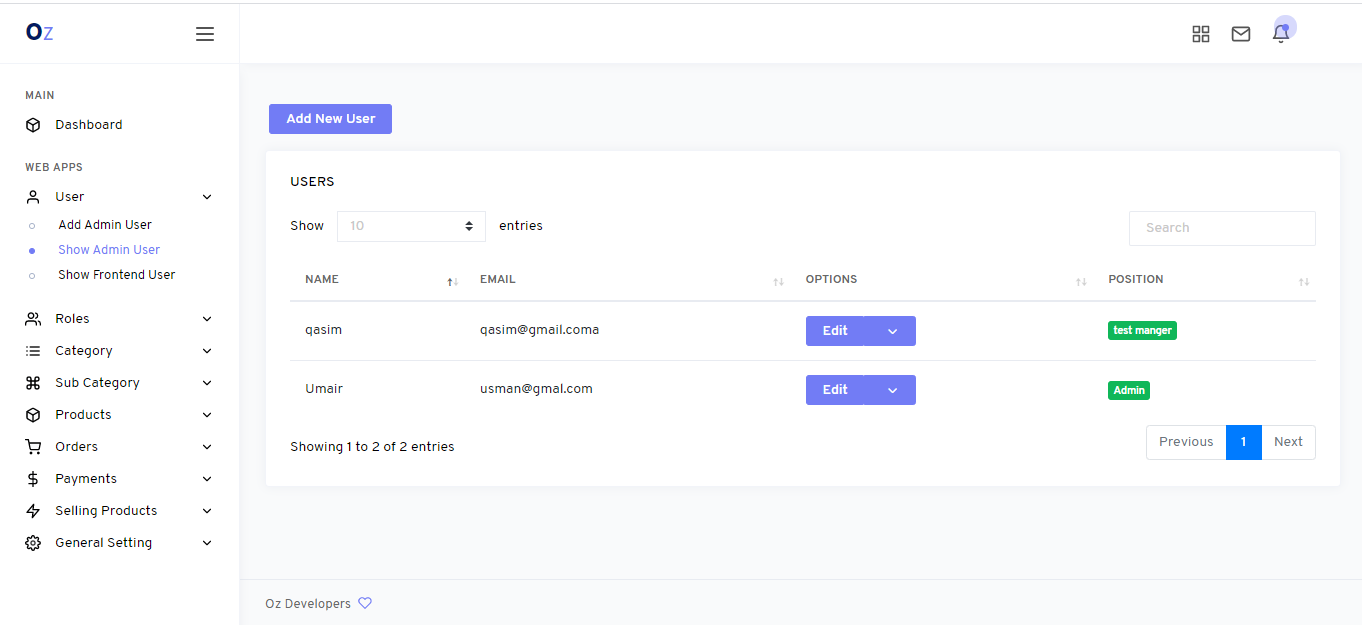 Oz
MAIN
Dashboard
WEB APPS
User
Add Admin User
Show Admin User
Show Frontend User
Roles
Category
Sub Category
Products
Orders
Payments
Selling Products
General Setting
Add New User
USERS
Show 10 entries
Search
NAME EMAIL OPTIONS POSITION
qasim qasim@gmail.coma Edit test manger
Umair usman@gmal.com Edit Admin
Showing 1 to 2 of 2 entries
Previous 1 Next
Oz Developers